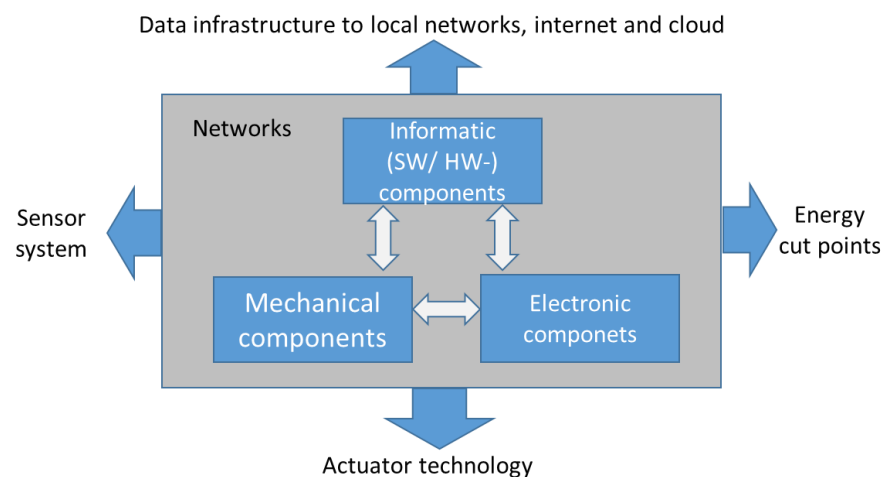 Data infrastructure to local networks, internet and cloud
Networks
Informatic
(SW/ HW-)
components
Sensor
system
Energy
cut points
Mechanical
components
Electronic
componets
Actuator technology